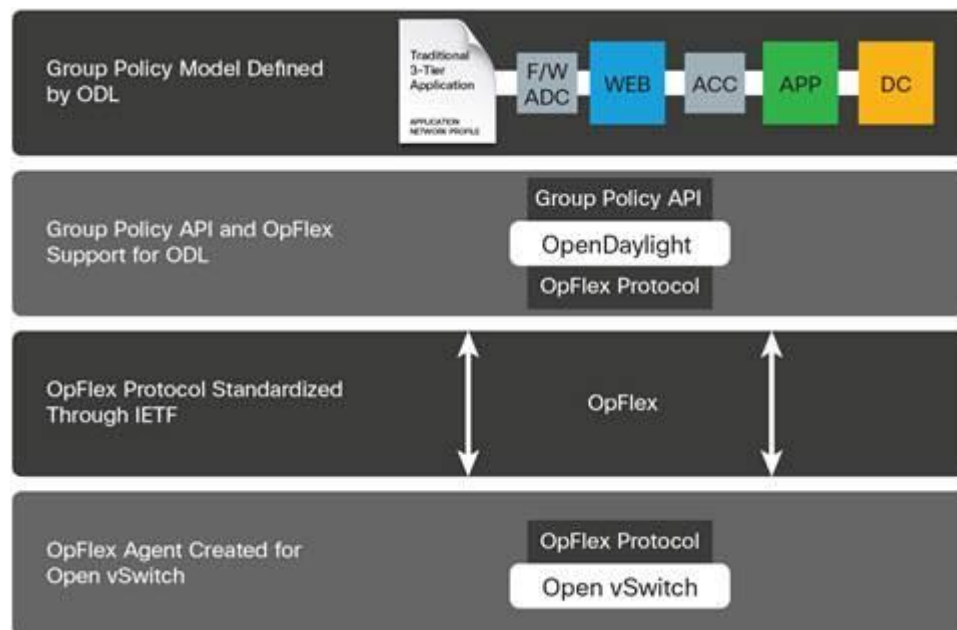 Group Policy Model Defined
by ODL
Traditional
3-Tier
Application
APPLICATION
NETWORK PROFILE
F/W
ADC
WEB
ACC
APP
DC
Group Policy API and OpFlex
Support for ODL
Group Policy API
OpenDaylight
OpFlex Protocol
OpFlex Protocol Standardized
Through IETF
OpFlex
OpFlex Agent Created for
Open vSwitch
OpFlex Protocol
Open vSwitch